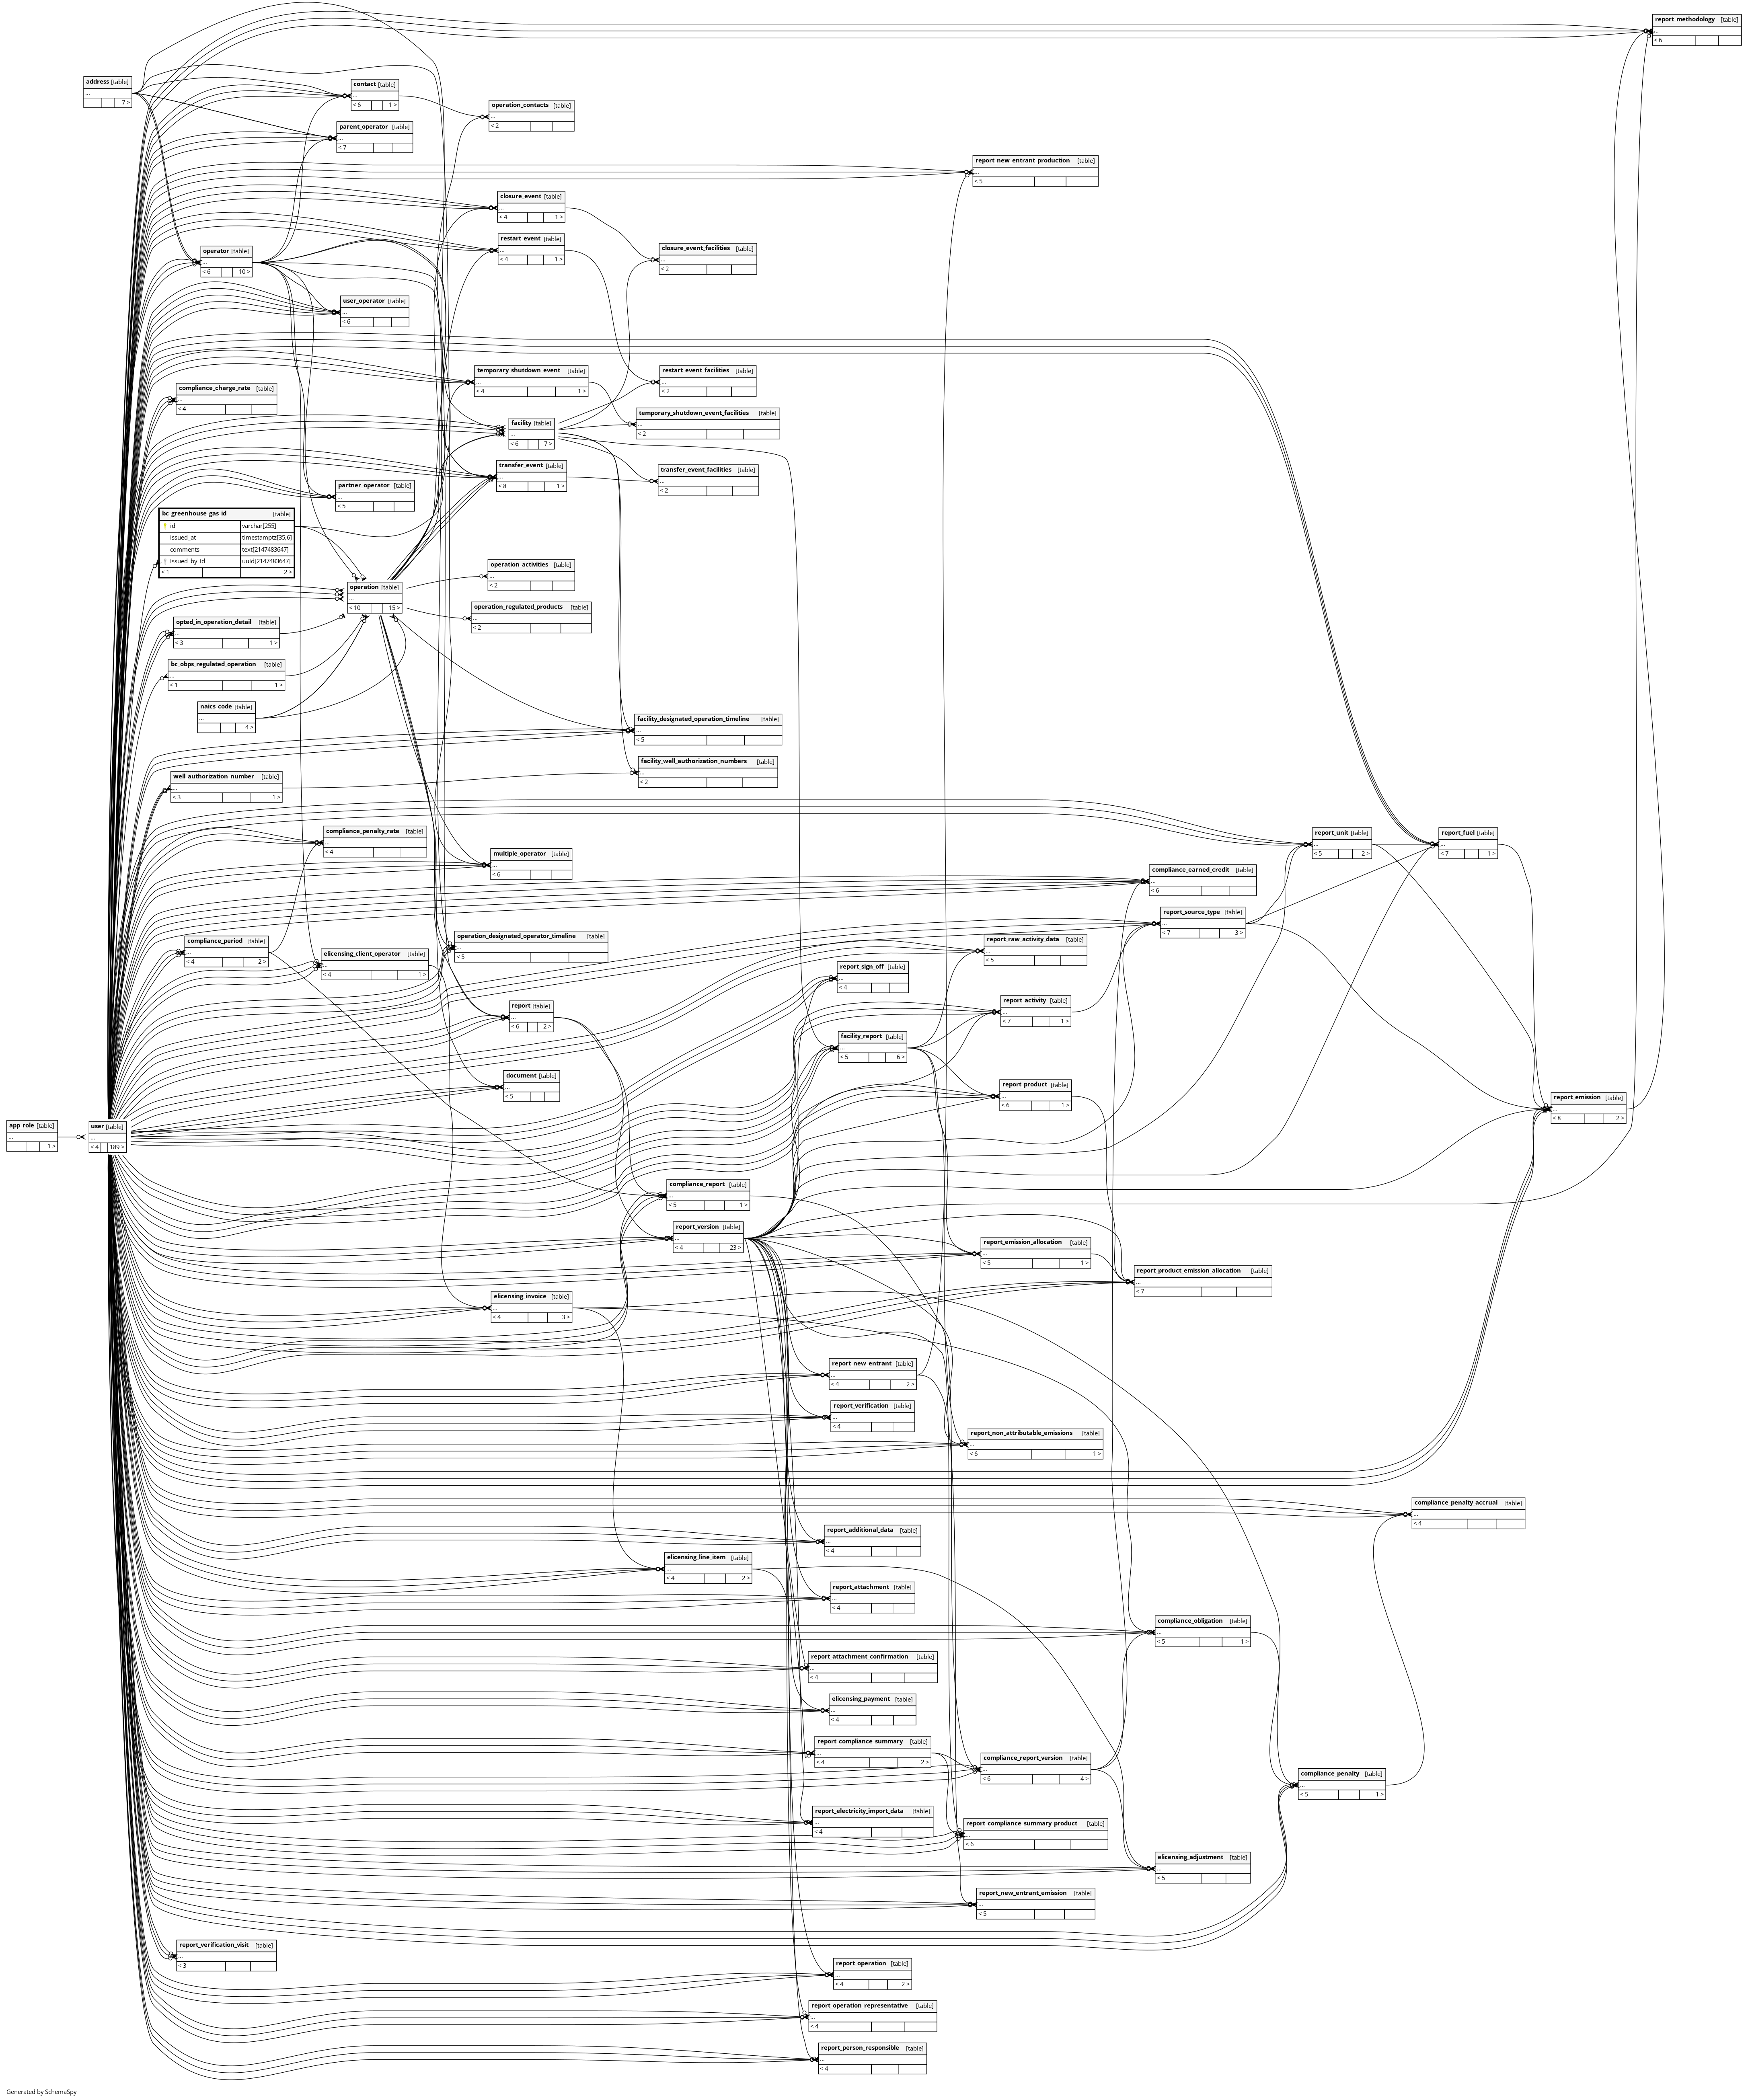 report_methodology [table]
...
< 6
address [table]
...
7 >
contact [table]
...
< 6 1 >
operation_contacts [table]
...
< 2
parent_operator [table]
...
< 7
report_new_entrant_production [table]
...
< 5
closure_event [table]
...
< 4 1 >
restart_event [table]
...
< 4 1 >
closure_event_facilities [table]
...
< 2
operator [table]
...
< 6 10 >
user_operator [table]
...
< 6
temporary_shutdown_event [table]
...
< 4 1 >
restart_event_facilities [table]
...
< 2
compliance_charge_rate [table]
...
< 4
temporary_shutdown_event_facilities [table]
...
< 2
facility [table]
...
< 6 7 >
transfer_event [table]
...
< 8 1 >
transfer_event_facilities [table]
...
< 2
partner_operator [table]
...
< 5
bc_greenhouse_gas_id [table]
id varchar[255]
issued_at timestamptz[35,6]
comments text[2147483647]
issued_by_id uuid[2147483647]
< 1 2 >
operation_activities [table]
...
< 2
operation [table]
...
< 10 15 >
operation_regulated_products [table]
...
< 2
opted_in_operation_detail [table]
...
< 3 1 >
bc_obps_regulated_operation [table]
...
< 1 1 >
naics_code [table]
...
4 >
facility_designated_operation_timeline [table]
...
< 5
facility_well_authorization_numbers [table]
...
< 2
well_authorization_number [table]
...
< 3 1 >
compliance_penalty_rate [table]
...
< 4
report_unit [table]
...
< 5 2 >
report_fuel [table]
...
< 7 1 >
multiple_operator [table]
...
< 6
compliance_earned_credit [table]
...
< 6
report_source_type [table]
...
< 7 3 >
compliance_period [table]
...
< 4 2 >
operation_designated_operator_timeline [table]
...
< 5
report_raw_activity_data [table]
...
< 5
elicensing_client_operator [table]
...
< 4 1 >
report_sign_off [table]
...
< 4
report_activity [table]
...
< 7 1 >
report [table]
...
< 6 2 >
facility_report [table]
...
< 5 6 >
document [table]
...
< 5
report_product [table]
...
< 6 1 >
report_emission [table]
...
< 8 2 >
app_role [table]
...
1 >
user [table]
...
< 4 189 >
compliance_report [table]
...
< 5 1 >
report_version [table]
...
< 4 23 >
report_emission_allocation [table]
...
< 5 1 >
report_product_emission_allocation [table]
...
< 7
elicensing_invoice [table]
...
< 4 3 >
report_new_entrant [table]
...
< 4 2 >
report_verification [table]
...
< 4
report_non_attributable_emissions [table]
...
< 6 1 >
compliance_penalty_accrual [table]
...
< 4
report_additional_data [table]
...
< 4
elicensing_line_item [table]
...
< 4 2 >
report_attachment [table]
...
< 4
compliance_obligation [table]
...
< 5 1 >
report_attachment_confirmation [table]
...
< 4
elicensing_payment [table]
...
< 4
report_compliance_summary [table]
...
< 4 2 >
compliance_report_version [table]
...
< 6 4 >
compliance_penalty [table]
...
< 5 1 >
report_electricity_import_data [table]
...
< 4
report_compliance_summary_product [table]
...
< 6
elicensing_adjustment [table]
...
< 5
report_new_entrant_emission [table]
...
< 5
report_verification_visit [table]
...
< 3
report_operation [table]
...
< 4 2 >
report_operation_representative [table]
...
< 4
report_person_responsible [table]
...
< 4
Generated by SchemaSpy